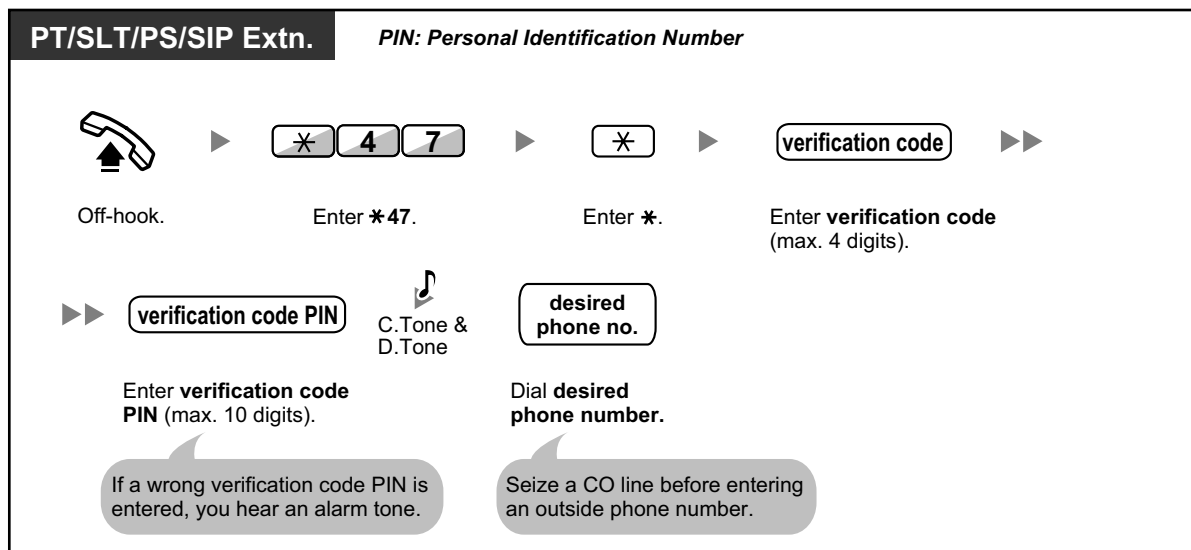 PT/SLT/PS/SIP Extn.
PIN: Personal Identification Number
✳ 4 7
✳
verification code
Off-hook.
Enter ✳47.
Enter ✳.
Enter verification code
(max. 4 digits).
verification code PIN
C.Tone &
D.Tone
desired
phone no.
Enter verification code
PIN (max. 10 digits).
Dial desired
phone number.
If a wrong verification code PIN is
entered, you hear an alarm tone.
Seize a CO line before entering
an outside phone number.